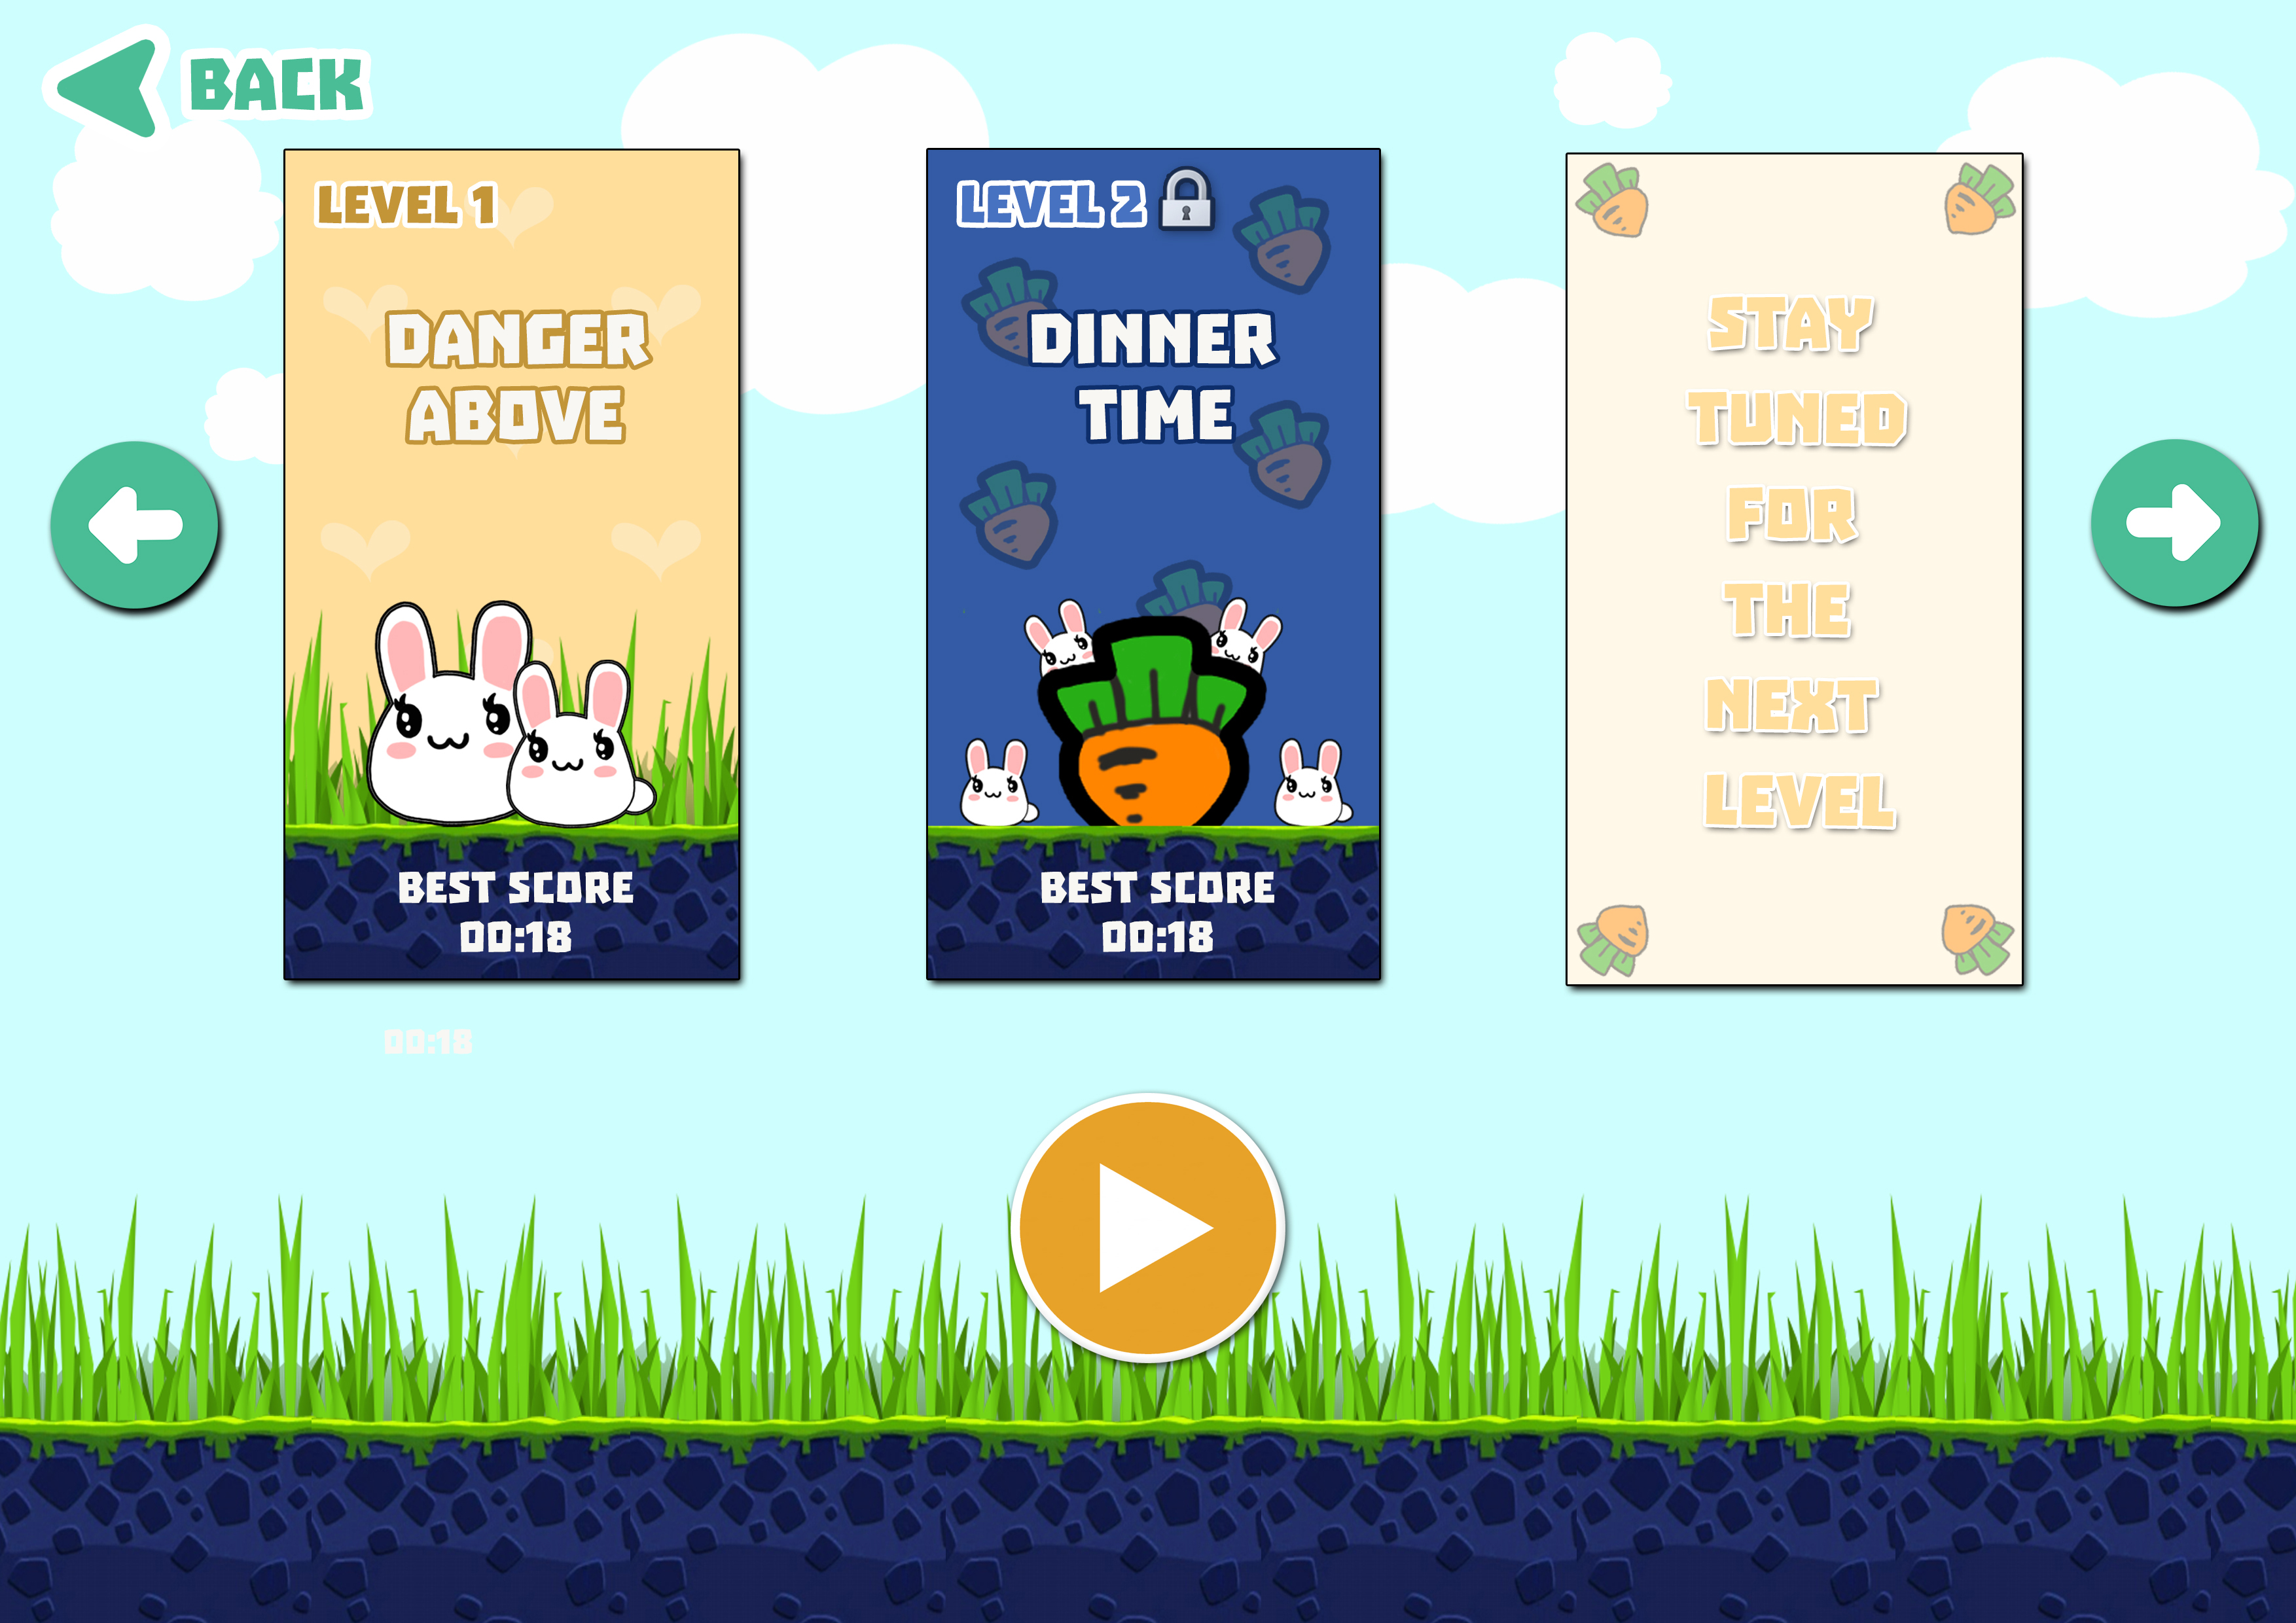 BACK
LEVEL 1
DANGER
ABOVE
BEST SCORE
00:18
LEVEL 2
DINNER
TIME
BEST SCORE
00:18
STAY
TUNED
FOR
THE
NEXT
LEVEL
00:18